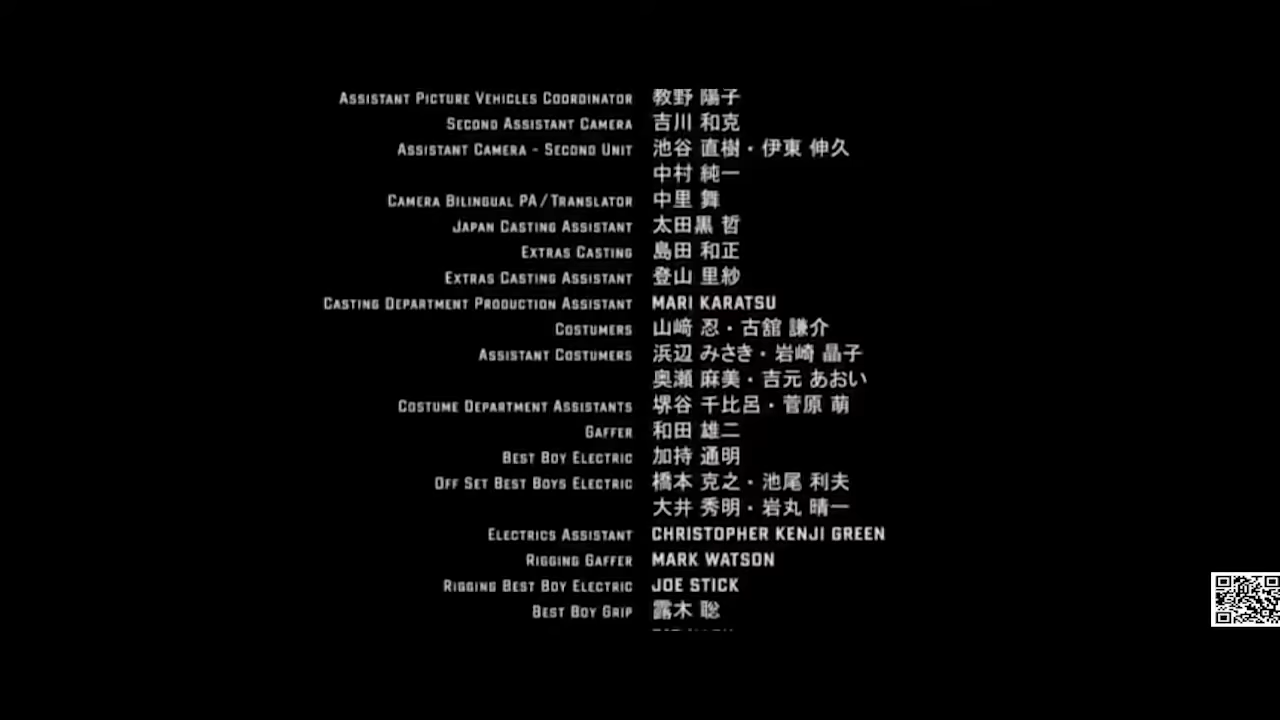 ASSISTANT PICTURE VEHICLES COORDINATOR 教野 陽子
SECOND ASSISTANT CAMERA 吉川 和克
ASSISTANT CAMERA - SECOND UNIT 池谷 直樹・伊東 伸久
中村 純一
CAMERA BILINGUAL PA/TRANSLATOR 中里 舞
JAPAN CASTING ASSISTANT 太田黒 哲
EXTRAS CASTING 島田 和正
EXTRAS CASTING ASSISTANT 登山 里紗
CASTING DEPARTMENT PRODUCTION ASSISTANT MARI KARATSU
COSTUMERS 山﨑 忍・古舘 謙介
ASSISTANT COSTUMERS 浜辺 みさき・岩崎 晶子
奥瀬 麻美・吉元 あおい
COSTUME DEPARTMENT ASSISTANTS 堺谷 千比呂・菅原 萌
GAFFER 和田 雄二
BEST BOY ELECTRIC 加持 通明
OFF SET BEST BOYS ELECTRIC 橋本 克之・池尾 利夫
大井 秀明・岩丸 晴一
ELECTRICS ASSISTANT CHRISTOPHER KENJI GREEN
RIGGING GAFFER MARK WATSON
RIGGING BEST BOY ELECTRIC JOE STICK
BEST BOY GRIP 露木 聡